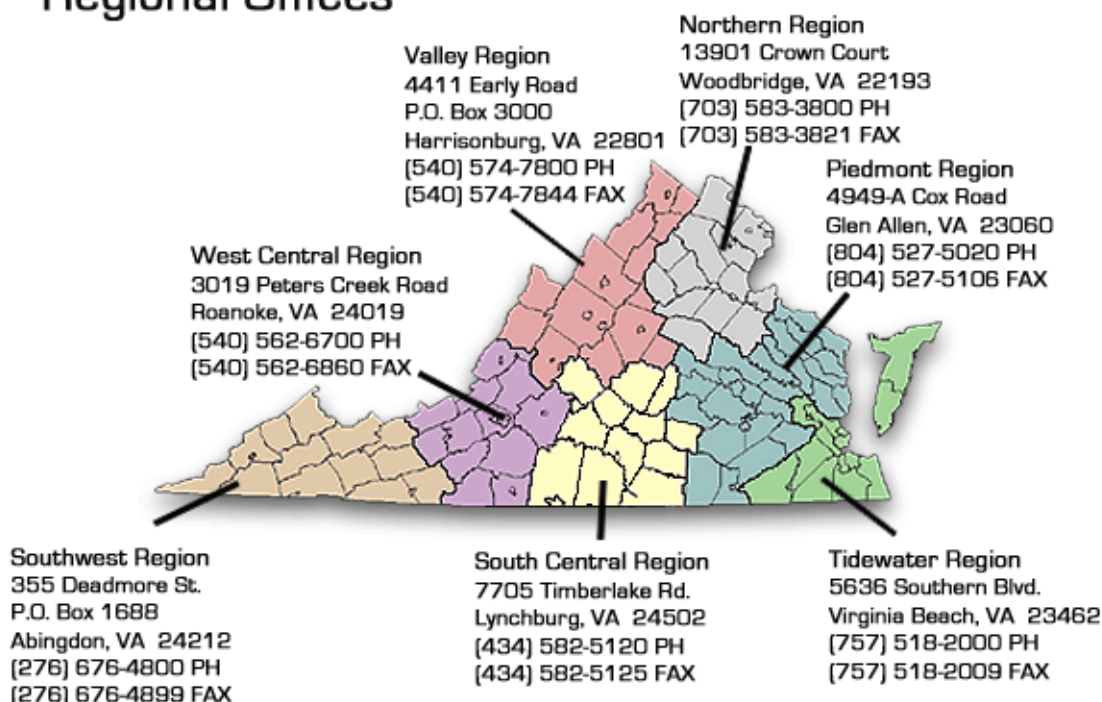 Regional Offices
Northern Region
13901 Crown Court
Woodbridge, VA 22193
(703) 583-3800 PH
(703) 583-3821 FAX
Valley Region
4411 Early Road
P.O. Box 3000
Harrisonburg, VA 22801
(540) 574-7800 PH
(540) 574-7844 FAX
Piedmont Region
4949-A Cox Road
Glen Allen, VA 23060
(804) 527-5020 PH
(804) 527-5106 FAX
West Central Region
3019 Peters Creek Road
Roanoke, VA 24019
(540) 562-6700 PH
(540) 562-6860 FAX
Southwest Region
355 Deadmore St.
P.O. Box 1688
Abingdon, VA 24212
(276) 676-4800 PH
(276) 676-4899 FAX
South Central Region
7705 Timberlake Rd.
Lynchburg, VA 24502
(434) 582-5120 PH
(434) 582-5125 FAX
Tidewater Region
5636 Southern Blvd.
Virginia Beach, VA 23462
(757) 518-2000 PH
(757) 518-2009 FAX